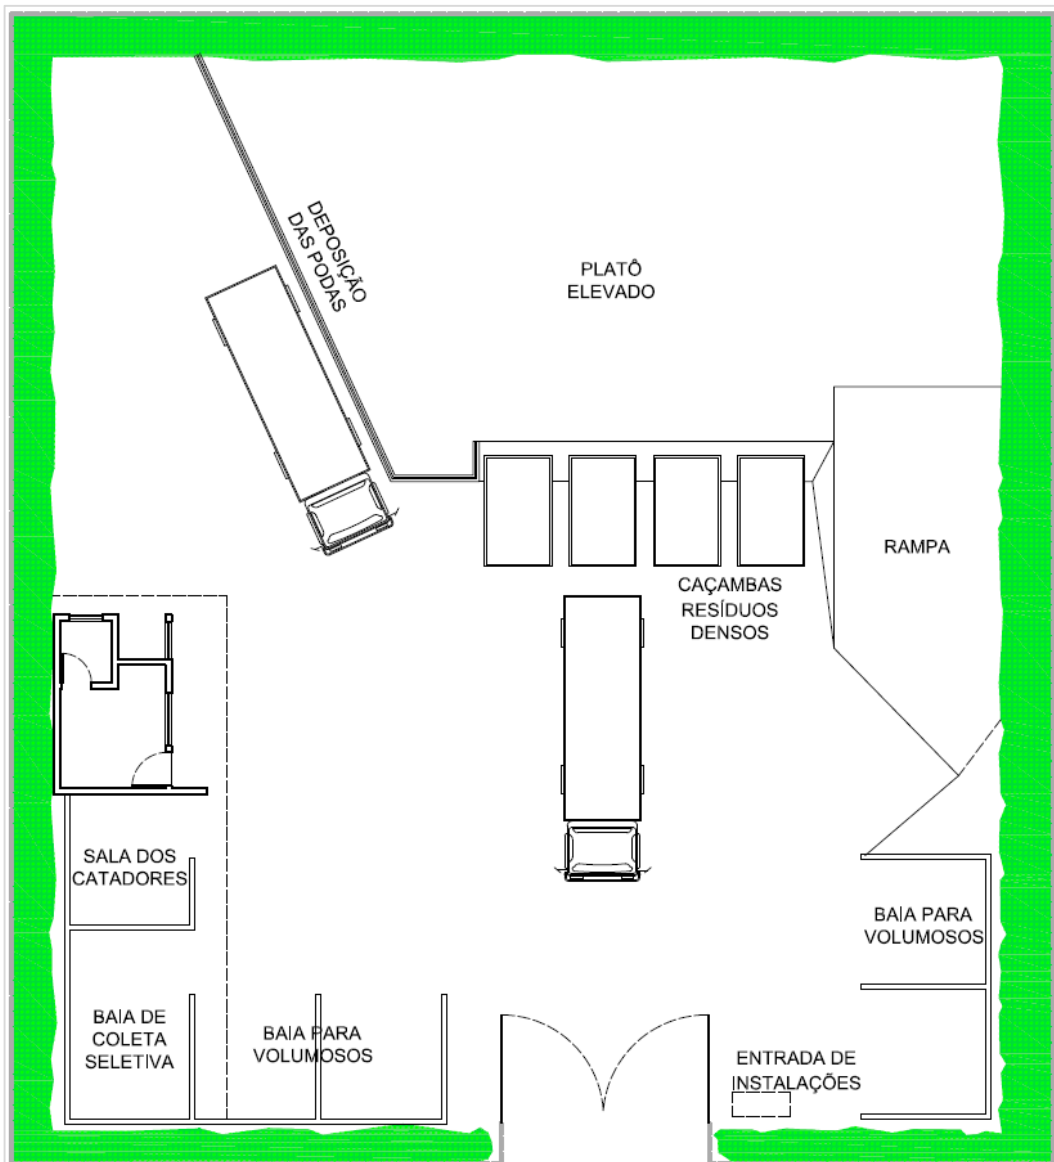 DEPOSIÇÃO
DAS PODAS
PLATÔ
ELEVADO
RAMPA
CAÇAMBAS
RESÍDUOS
DENSOS
SALA DOS
CATADORES
BAIA PARA
VOLUMOSOS
BAIA DE
COLETA
SELETIVA
BAIA PARA
VOLUMOSOS
ENTRADA DE
INSTALAÇÕES